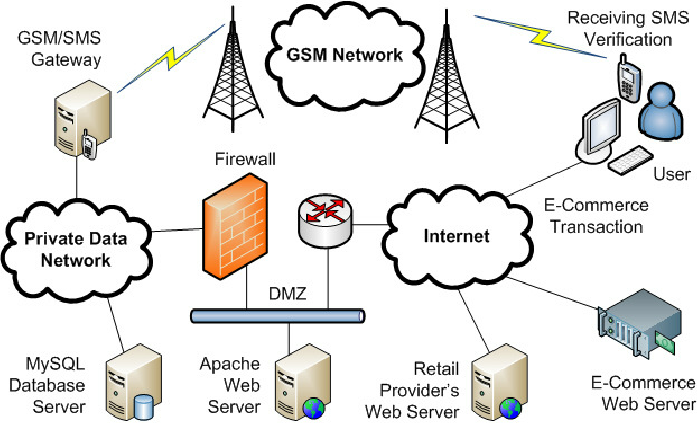 GSM/SMS
Gateway
GSM Network
Receiving SMS
Verification
User
Firewall
E-Commerce
Transaction
Private Data
Network
Internet
DMZ
MySQL
Database
Server
Apache
Web
Server
Retail
Provider's
Web Server
E-Commerce
Web Server